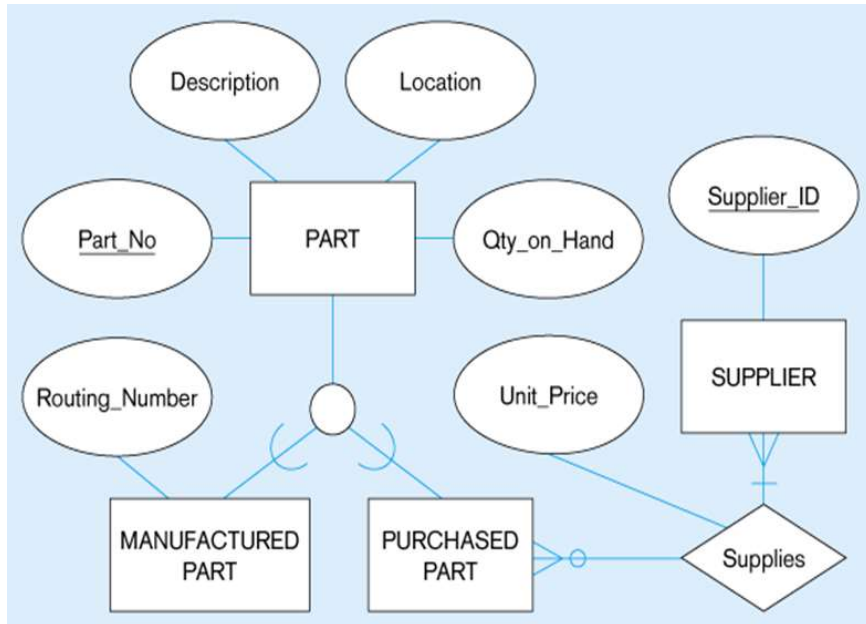 Description
Location
Supplier_ID
Part_No
PART
Qty_on_Hand
Routing_Number
Unit_Price
SUPPLIER
MANUFACTURED
PART
PURCHASED
PART
Supplies